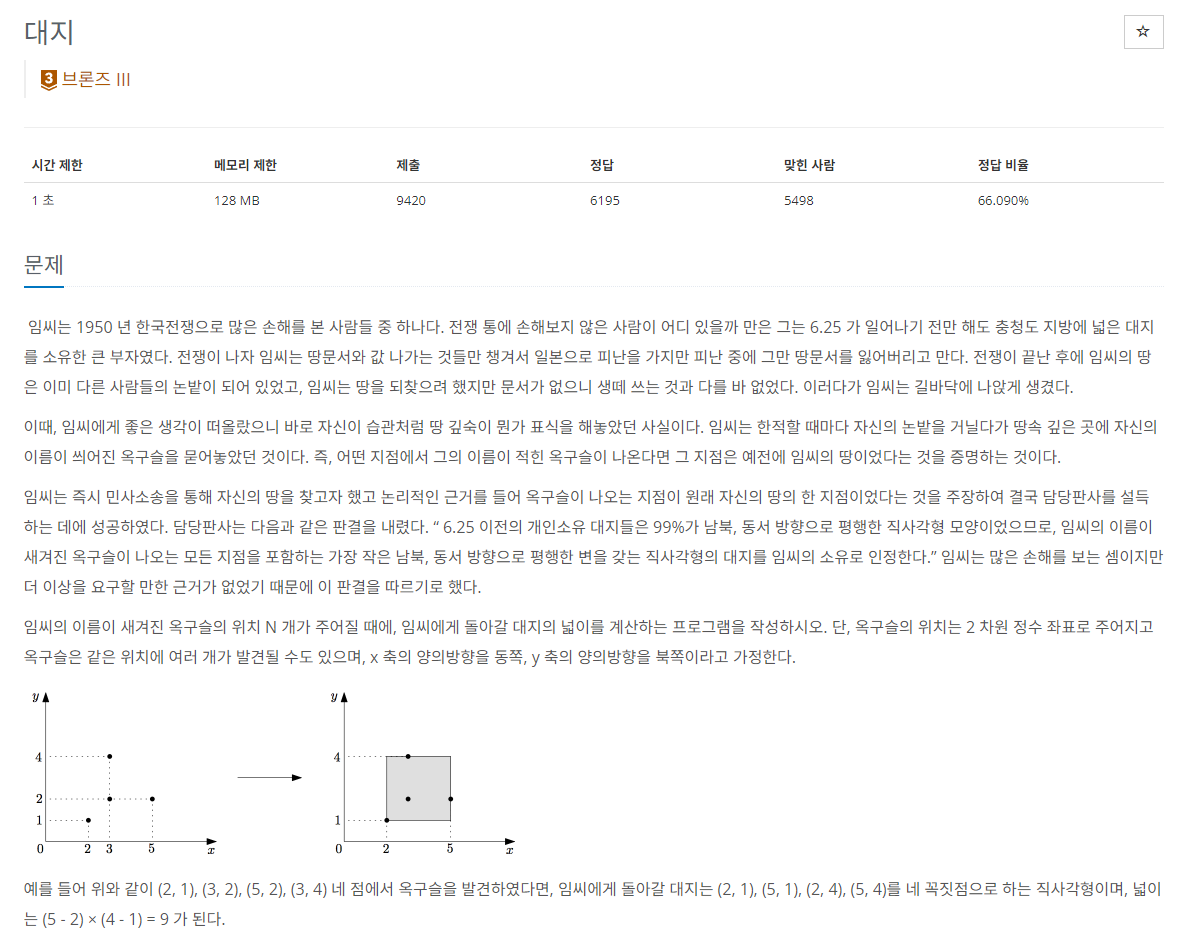 대지
☆
3 브론즈 III
시간 제한 메모리 제한 제출 정답 맞힌 사람 정답 비율
1 초 128 MB 9420 6195 5498 66.090%
문제
임씨는 1950 년 한국전쟁으로 많은 손해를 본 사람들 중 하나다. 전쟁 통에 손해보지 않은 사람이 어디 있을까 만은 그는 6.25 가 일어나기 전만 해도 충청도 지방에 넓은 대지
를 소유한 큰 부자였다. 전쟁이 나자 임씨는 땅문서와 값 나가는 것들만 챙겨서 일본으로 피난을 가지만 피난 중에 그만 땅문서를 잃어버리고 만다. 전쟁이 끝난 후에 임씨의 땅
은 이미 다른 사람들의 논밭이 되어 있었고, 임씨는 땅을 되찾으려 했지만 문서가 없으니 생떼 쓰는 것과 다를 바 없었다. 이러다가 임씨는 길바닥에 나앉게 생겼다.
이때, 임씨에게 좋은 생각이 떠올랐으니 바로 자신이 습관처럼 땅 깊숙이 뭔가 표식을 해놓았던 사실이다. 임씨는 한적할 때마다 자신의 논밭을 거닐다가 땅속 깊은 곳에 자신의
이름이 씌어진 옥구슬을 묻어놓았던 것이다. 즉, 어떤 지점에서 그의 이름이 적힌 옥구슬이 나온다면 그 지점은 예전에 임씨의 땅이었다는 것을 증명하는 것이다.
임씨는 즉시 민사소송을 통해 자신의 땅을 찾고자 했고 논리적인 근거를 들어 옥구슬이 나오는 지점이 원래 자신의 땅의 한 지점이었다는 것을 주장하여 결국 담당판사를 설득
하는 데에 성공하였다. 담당판사는 다음과 같은 판결을 내렸다. “ 6.25 이전의 개인소유 대지들은 99%가 남북, 동서 방향으로 평행한 직사각형 모양이었으므로, 임씨의 이름이
새겨진 옥구슬이 나오는 모든 지점을 포함하는 가장 작은 남북, 동서 방향으로 평행한 변을 갖는 직사각형의 대지를 임씨의 소유로 인정한다.” 임씨는 많은 손해를 보는 셈이지만
더 이상을 요구할 만한 근거가 없었기 때문에 이 판결을 따르기로 했다.
임씨의 이름이 새겨진 옥구슬의 위치 N 개가 주어질 때에, 임씨에게 돌아갈 대지의 넓이를 계산하는 프로그램을 작성하시오. 단, 옥구슬의 위치는 2 차원 정수 좌표로 주어지고
옥구슬은 같은 위치에 여러 개가 발견될 수도 있으며, x 축의 양의방향을 동쪽, y 축의 양의방향을 북쪽이라고 가정한다.
y y
4 4
2
1 1
0 2 3 5 x 0 2 5 x
예를 들어 위와 같이 (2, 1), (3, 2), (5, 2), (3, 4) 네 점에서 옥구슬을 발견하였다면, 임씨에게 돌아갈 대지는 (2, 1), (5, 1), (2, 4), (5, 4)를 네 꼭짓점으로 하는 직사각형이며, 넓이
는 (5 - 2) × (4 - 1) = 9 가 된다.